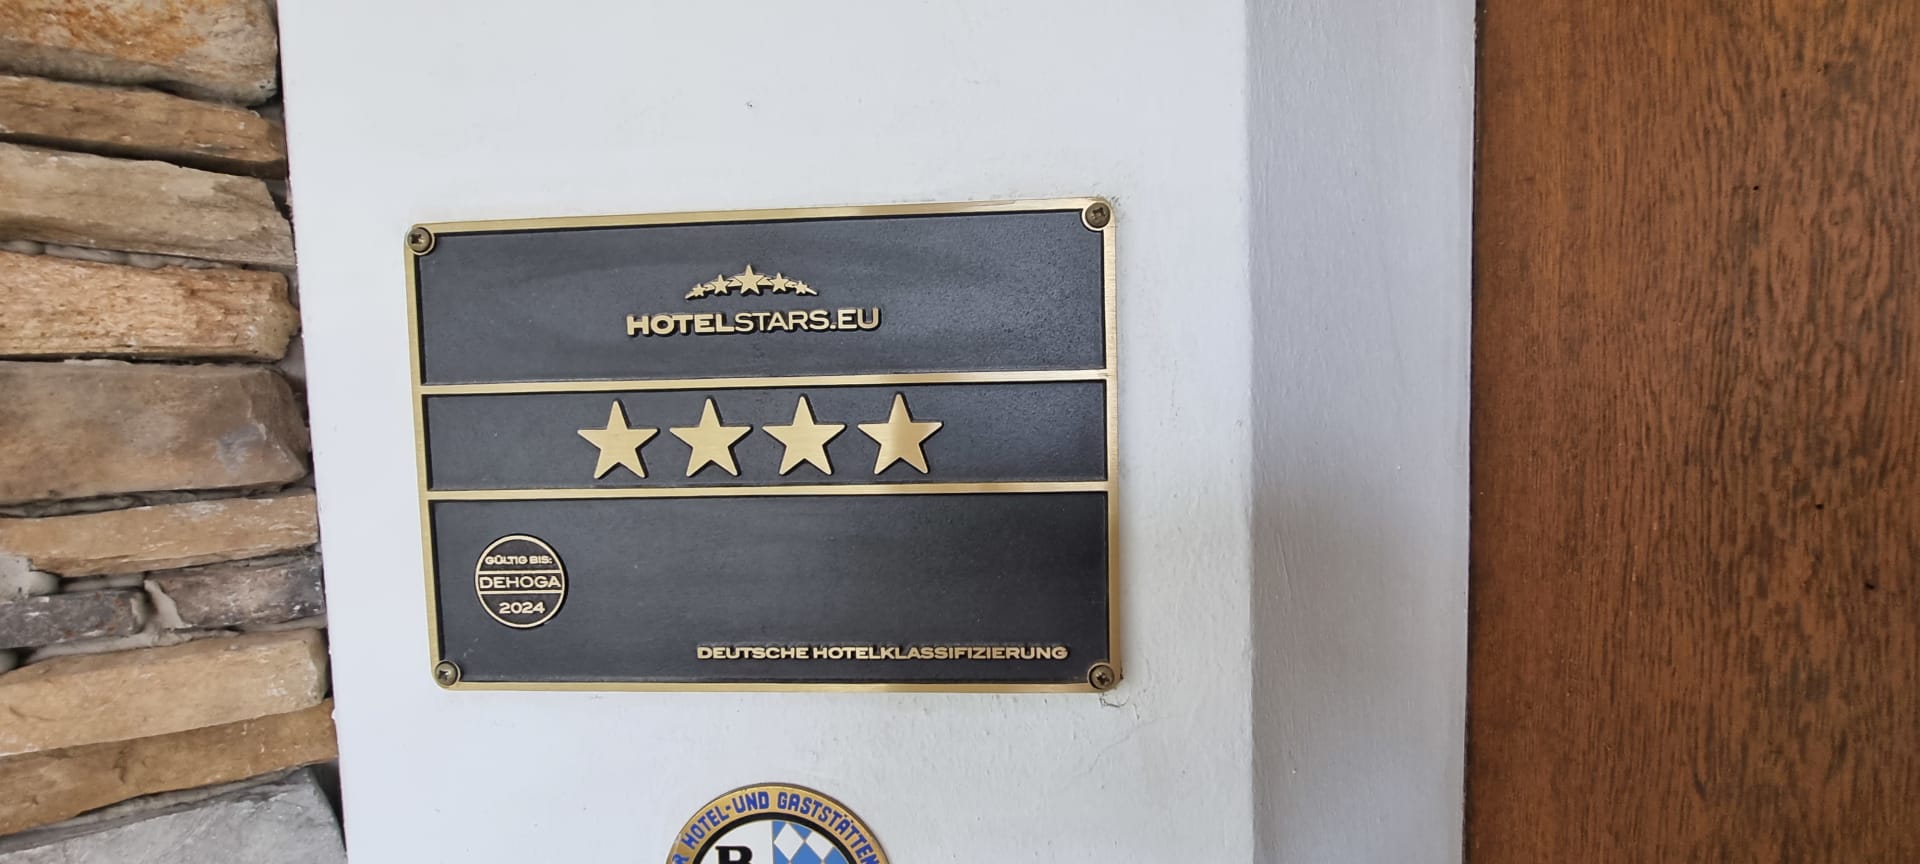 HOTELSTARS.EU
GÜLTIG BIS:
DEHOGA
2024
DEUTSCHE HOTELKLASSIFIZIERUNG
HOTEL-UND GASTSTÄTTEN
B